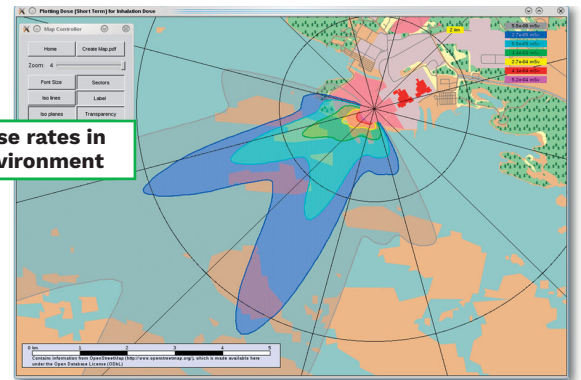 Plotting Dose (Short Term) for Inhalation Dose
Map Controller
Home
Create Map.pdf
Zoom: 4
Font Size
Sectors
Iso lines
Label
Iso planes
Transparency
se rates in
vironment
2 km
0 km
1
2
3
4
5
Contains information from OpenStreetMap (http://www.openstreetmap.org/), which is made available here
under the Open Database License (ODbL)